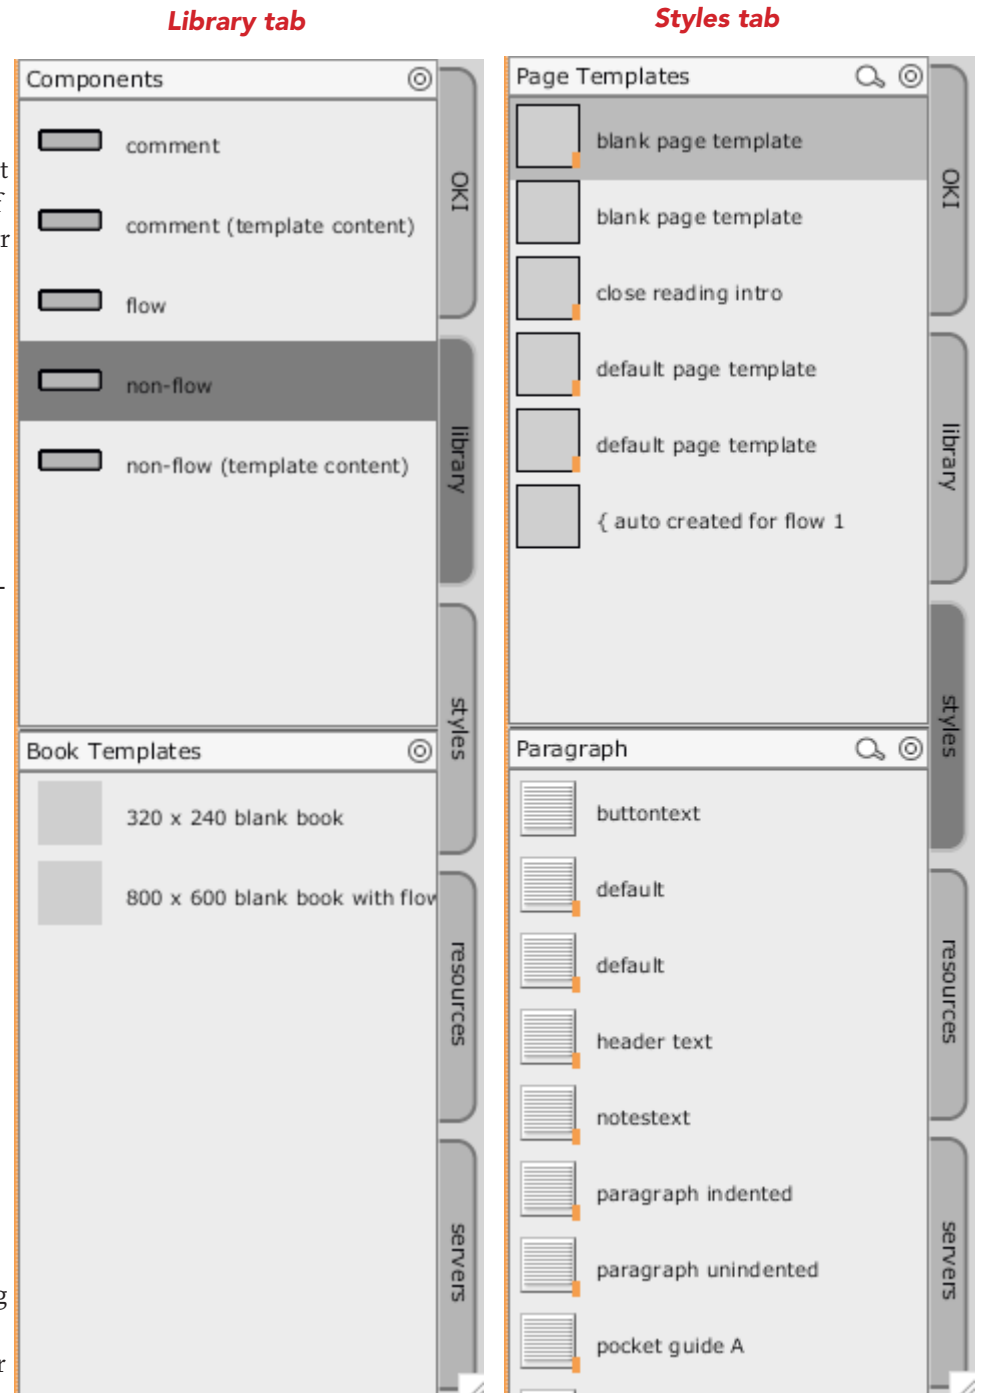 Library tab
Components
comment
comment (template content)
flow
non-flow
non-flow (template content)
Book Templates
320 x 240 blank book
800 x 600 blank book with flow
OKI
library
styles
resources
servers
Styles tab
Page Templates
blank page template
blank page template
close reading intro
default page template
default page template
{ auto created for flow 1
Paragraph
buttontext
default
default
header text
notestext
paragraph indented
paragraph unindented
pocket guide A
OKI
library
styles
resources
servers